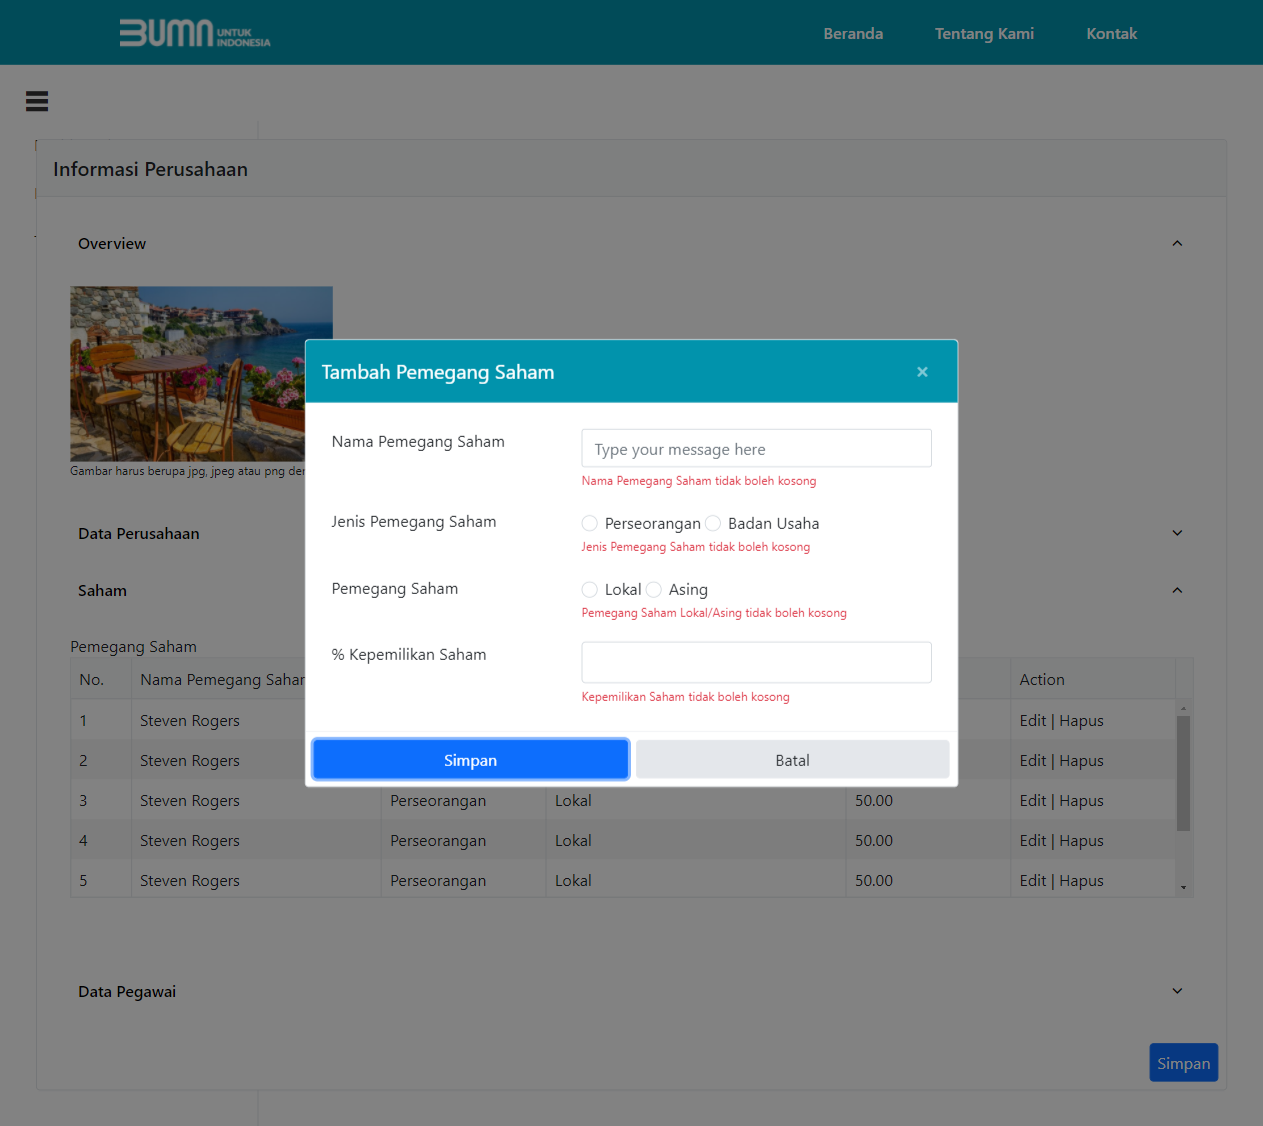 BUMN UNTUK INDONESIA
Beranda Tentang Kami Kontak
Informasi Perusahaan
Overview
Gambar harus berupa jpg, jpeg atau png
Tambah Pemegang Saham ×
Nama Pemegang Saham
Type your message here
Nama Pemegang Saham tidak boleh kosong
Jenis Pemegang Saham
Perseorangan Badan Usaha
Jenis Pemegang Saham tidak boleh kosong
Pemegang Saham
Lokal Asing
Pemegang Saham Lokal/Asing tidak boleh kosong
% Kepemilikan Saham
Kepemilikan Saham tidak boleh kosong
Simpan Batal
Data Perusahaan
Saham
Pemegang Saham
No. Nama Pemegang Action
1 Steven Rogers Edit | Hapus
2 Steven Rogers Edit | Hapus
3 Steven Rogers Perseorangan Lokal 50.00 Edit | Hapus
4 Steven Rogers Perseorangan Lokal 50.00 Edit | Hapus
5 Steven Rogers Perseorangan Lokal 50.00 Edit | Hapus
Data Pegawai
Simpan